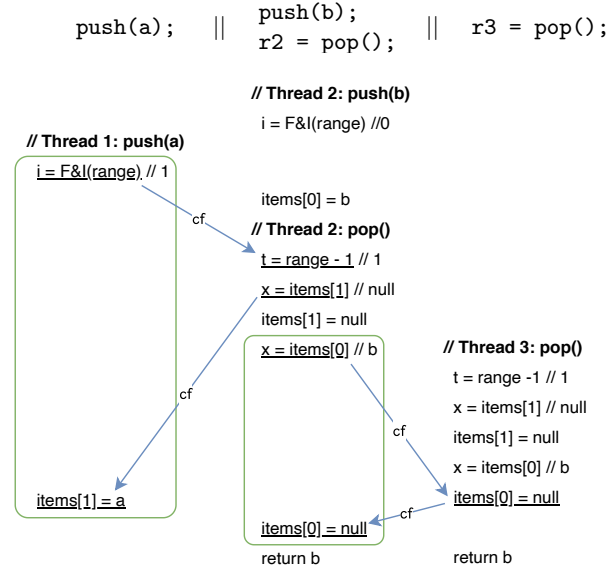 push(a); || push(b); || r3 = pop();
r2 = pop();
// Thread 2: push(b)
i = F&I(range) //0
// Thread 1: push(a)
i = F&I(range) // 1
items[0] = b
cf
// Thread 2: pop()
t = range - 1 // 1
x = items[1] // null
items[1] = null
x = items[0] // b
// Thread 3: pop()
t = range -1 // 1
cf
x = items[1] // null
cf
items[1] = null
x = items[0] // b
items[1] = a
items[0] = null
cf
items[0] = null
return b
return b